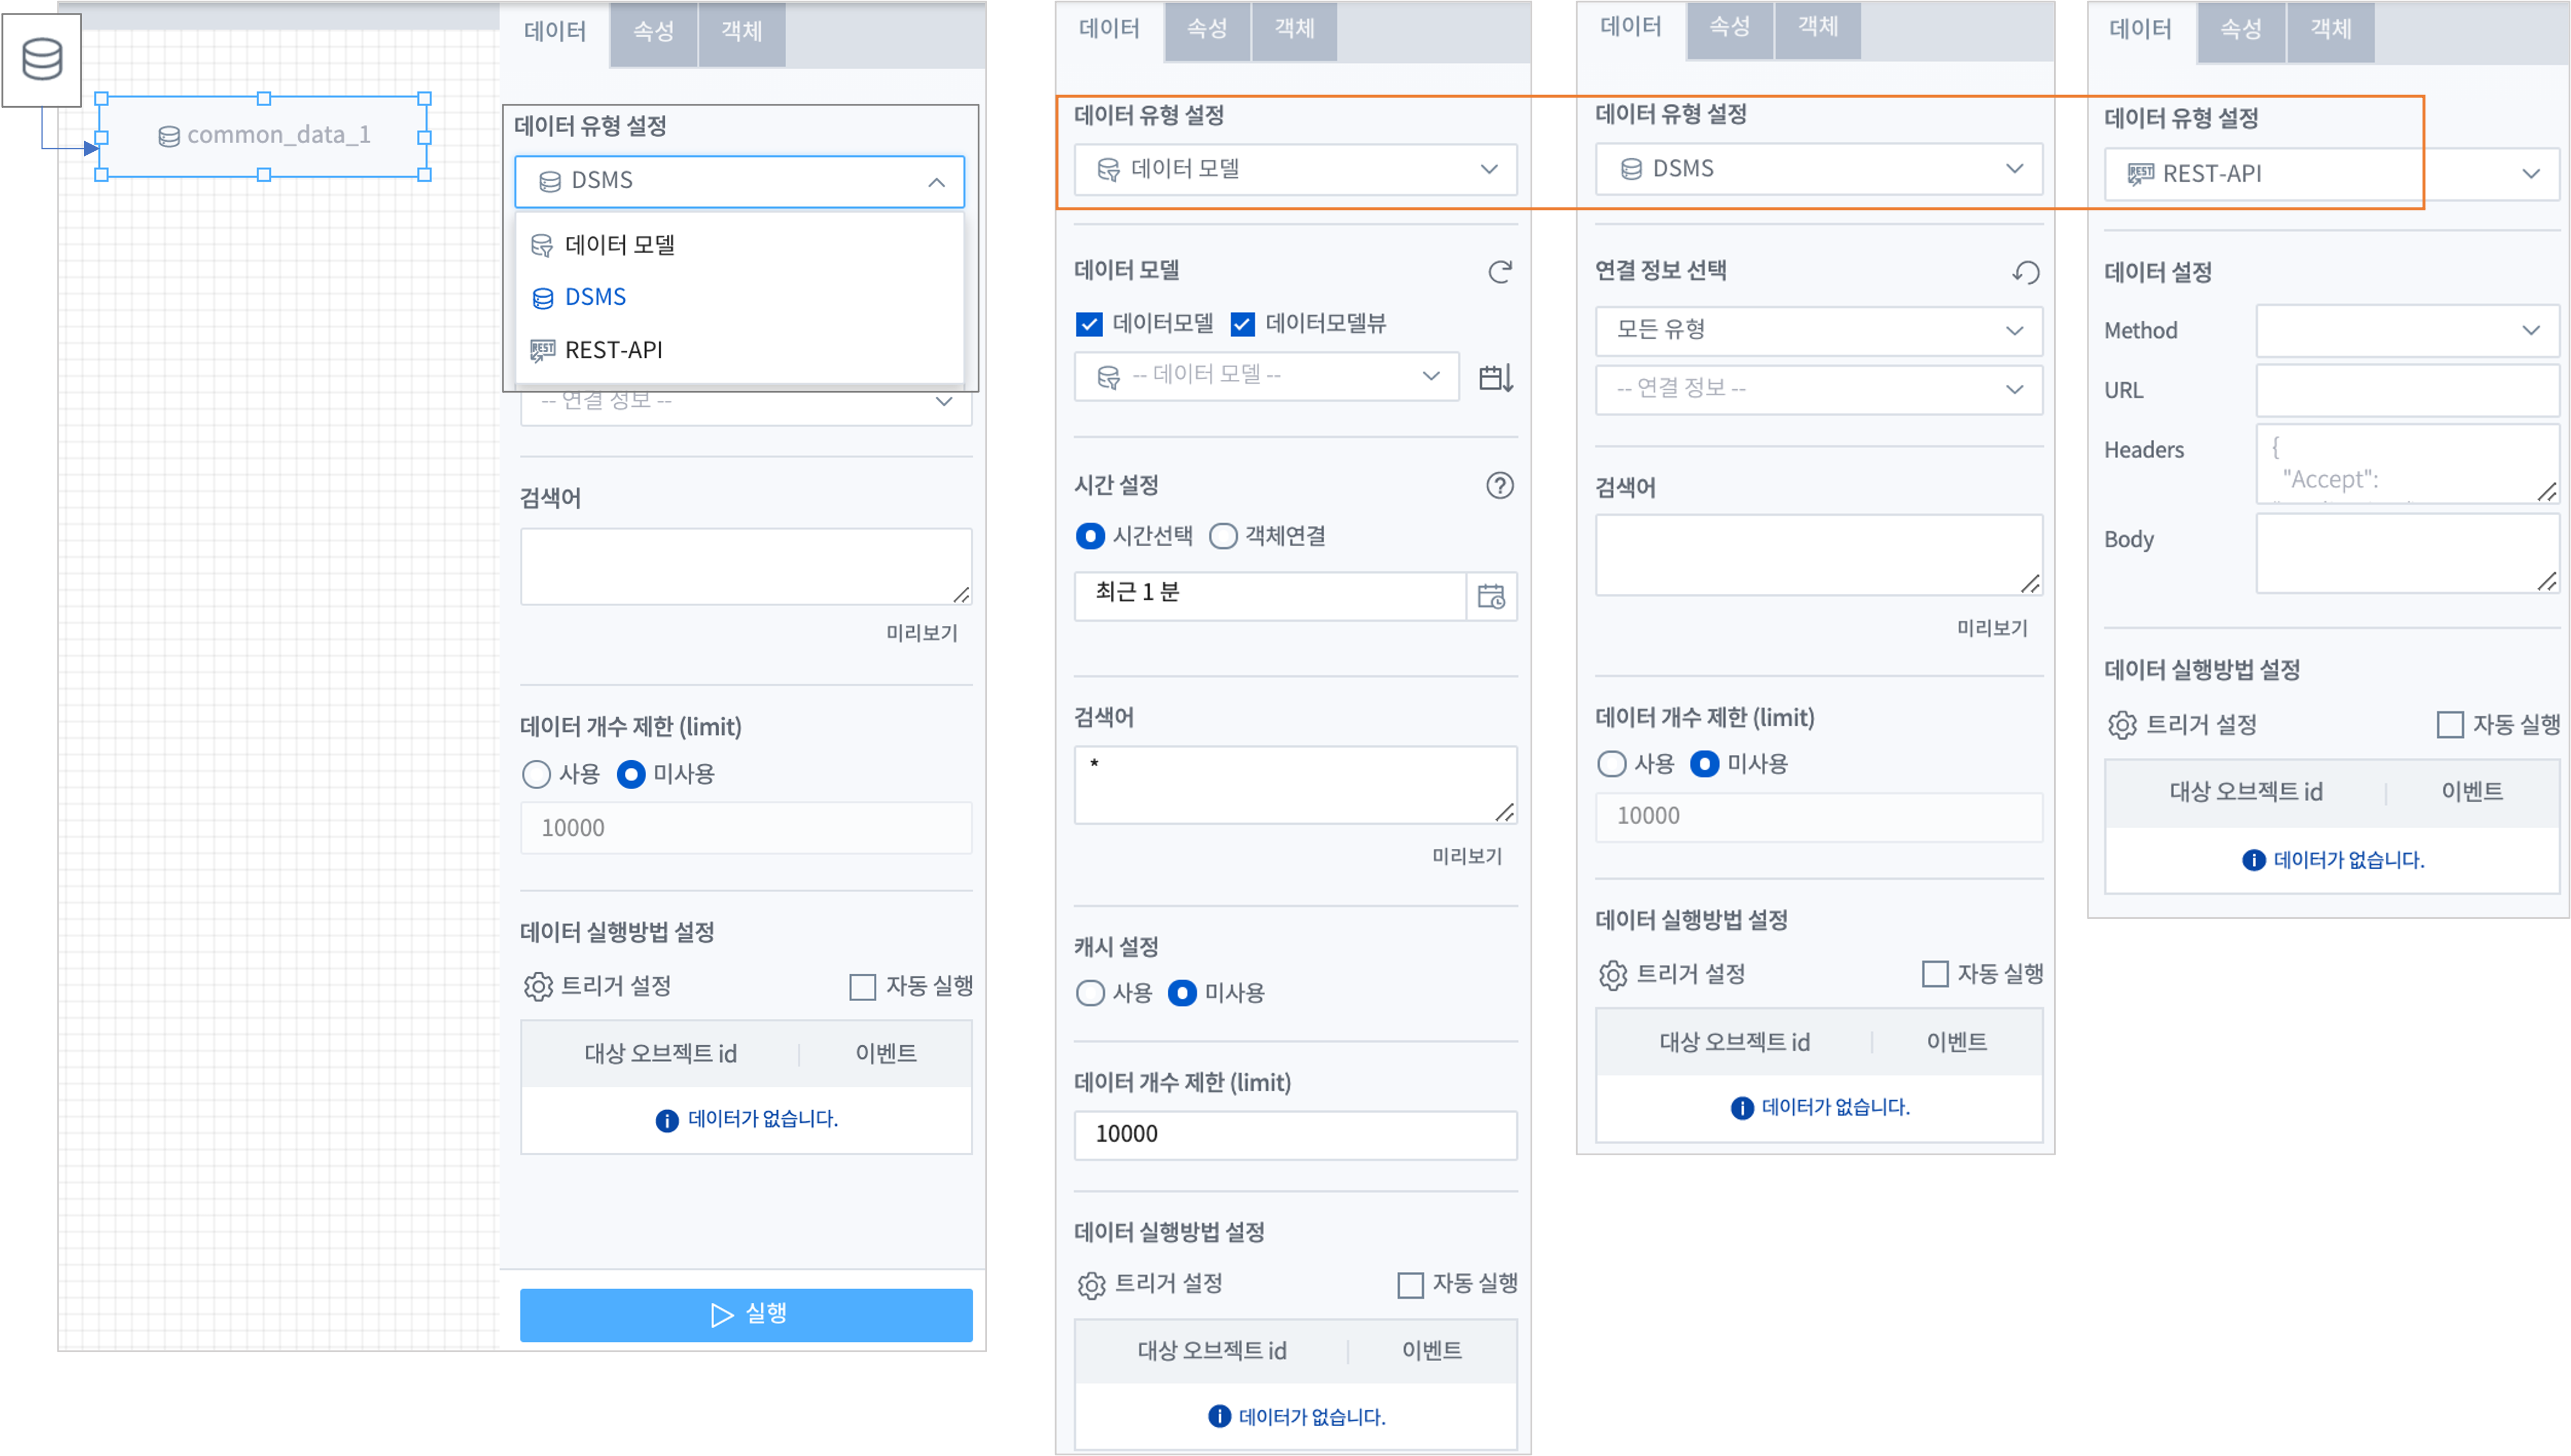 common_data_1
데이터 속성 객체
데이터 유형 설정
DSMS
데이터 모델
DSMS
REST-API
-- 연결 정보 --
검색어
미리보기
데이터 개수 제한 (limit)
사용 미사용
10000
데이터 실행방법 설정
트리거 설정 자동 실행
대상 오브젝트 id 이벤트
데이터가 없습니다.
실행
데이터 속성 객체
데이터 유형 설정
데이터 모델
데이터 모델
데이터모델 데이터모델뷰
-- 데이터 모델 --
시간 설정
시간선택 객체연결
최근 1 분
검색어
*
미리보기
캐시 설정
사용 미사용
데이터 개수 제한 (limit)
10000
데이터 실행방법 설정
트리거 설정 자동 실행
대상 오브젝트 id 이벤트
데이터가 없습니다.
데이터 속성 객체
데이터 유형 설정
DSMS
연결 정보 선택
모든 유형
-- 연결 정보 --
검색어
미리보기
데이터 개수 제한 (limit)
사용 미사용
10000
데이터 실행방법 설정
트리거 설정 자동 실행
대상 오브젝트 id 이벤트
데이터가 없습니다.
데이터 속성 객체
데이터 유형 설정
REST REST-API
데이터 설정
Method
URL
Headers {
"Accept":
Body
데이터 실행방법 설정
트리거 설정 자동 실행
대상 오브젝트 id 이벤트
데이터가 없습니다.